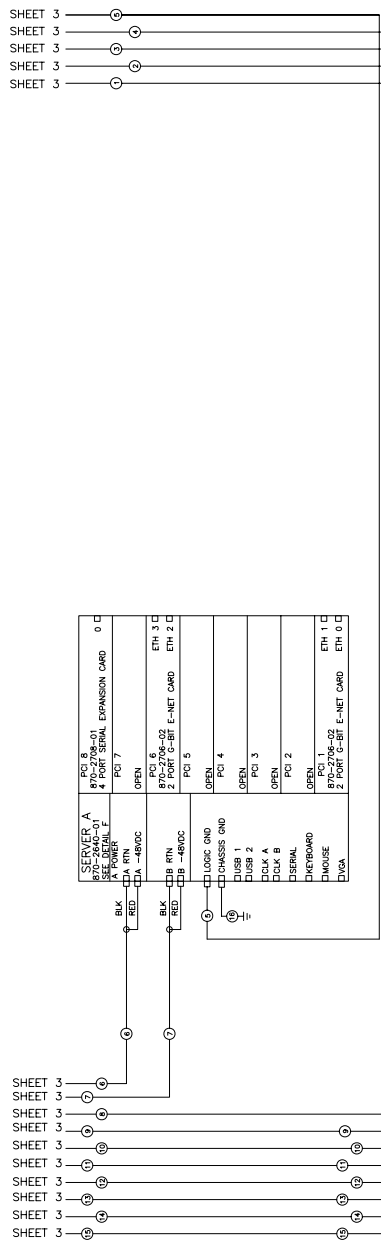 SHEET 3 5
SHEET 3 4
SHEET 3 3
SHEET 3 2
SHEET 3 1
SERVER A
870-2640-01
SEE DETAIL F
A POWER
A RTN
A -48VDC
B RTN
B -48VDC
LOGIC GND
CHASSIS GND
USB 1
USB 2
CLK A
CLK B
SERIAL
KEYBOARD
MOUSE
VGA
PCI 8
870-2708-01
4 PORT SERIAL EXPANSION CARD 0
PCI 7
OPEN
PCI 6 ETH 3
870-2706-02
2 PORT G-BIT E-NET CARD ETH 2
PCI 5
OPEN
PCI 4
OPEN
PCI 3
OPEN
PCI 2
OPEN
PCI 1 ETH 1
870-2706-02
2 PORT G-BIT E-NET CARD ETH 0
BLK
RED
BLK
RED
5
16
6
7
SHEET 3 6
SHEET 3 7
SHEET 3 8
SHEET 3 9 9
SHEET 3 10 10
SHEET 3 11 11
SHEET 3 12 12
SHEET 3 13 13
SHEET 3 14 14
SHEET 3 15 15